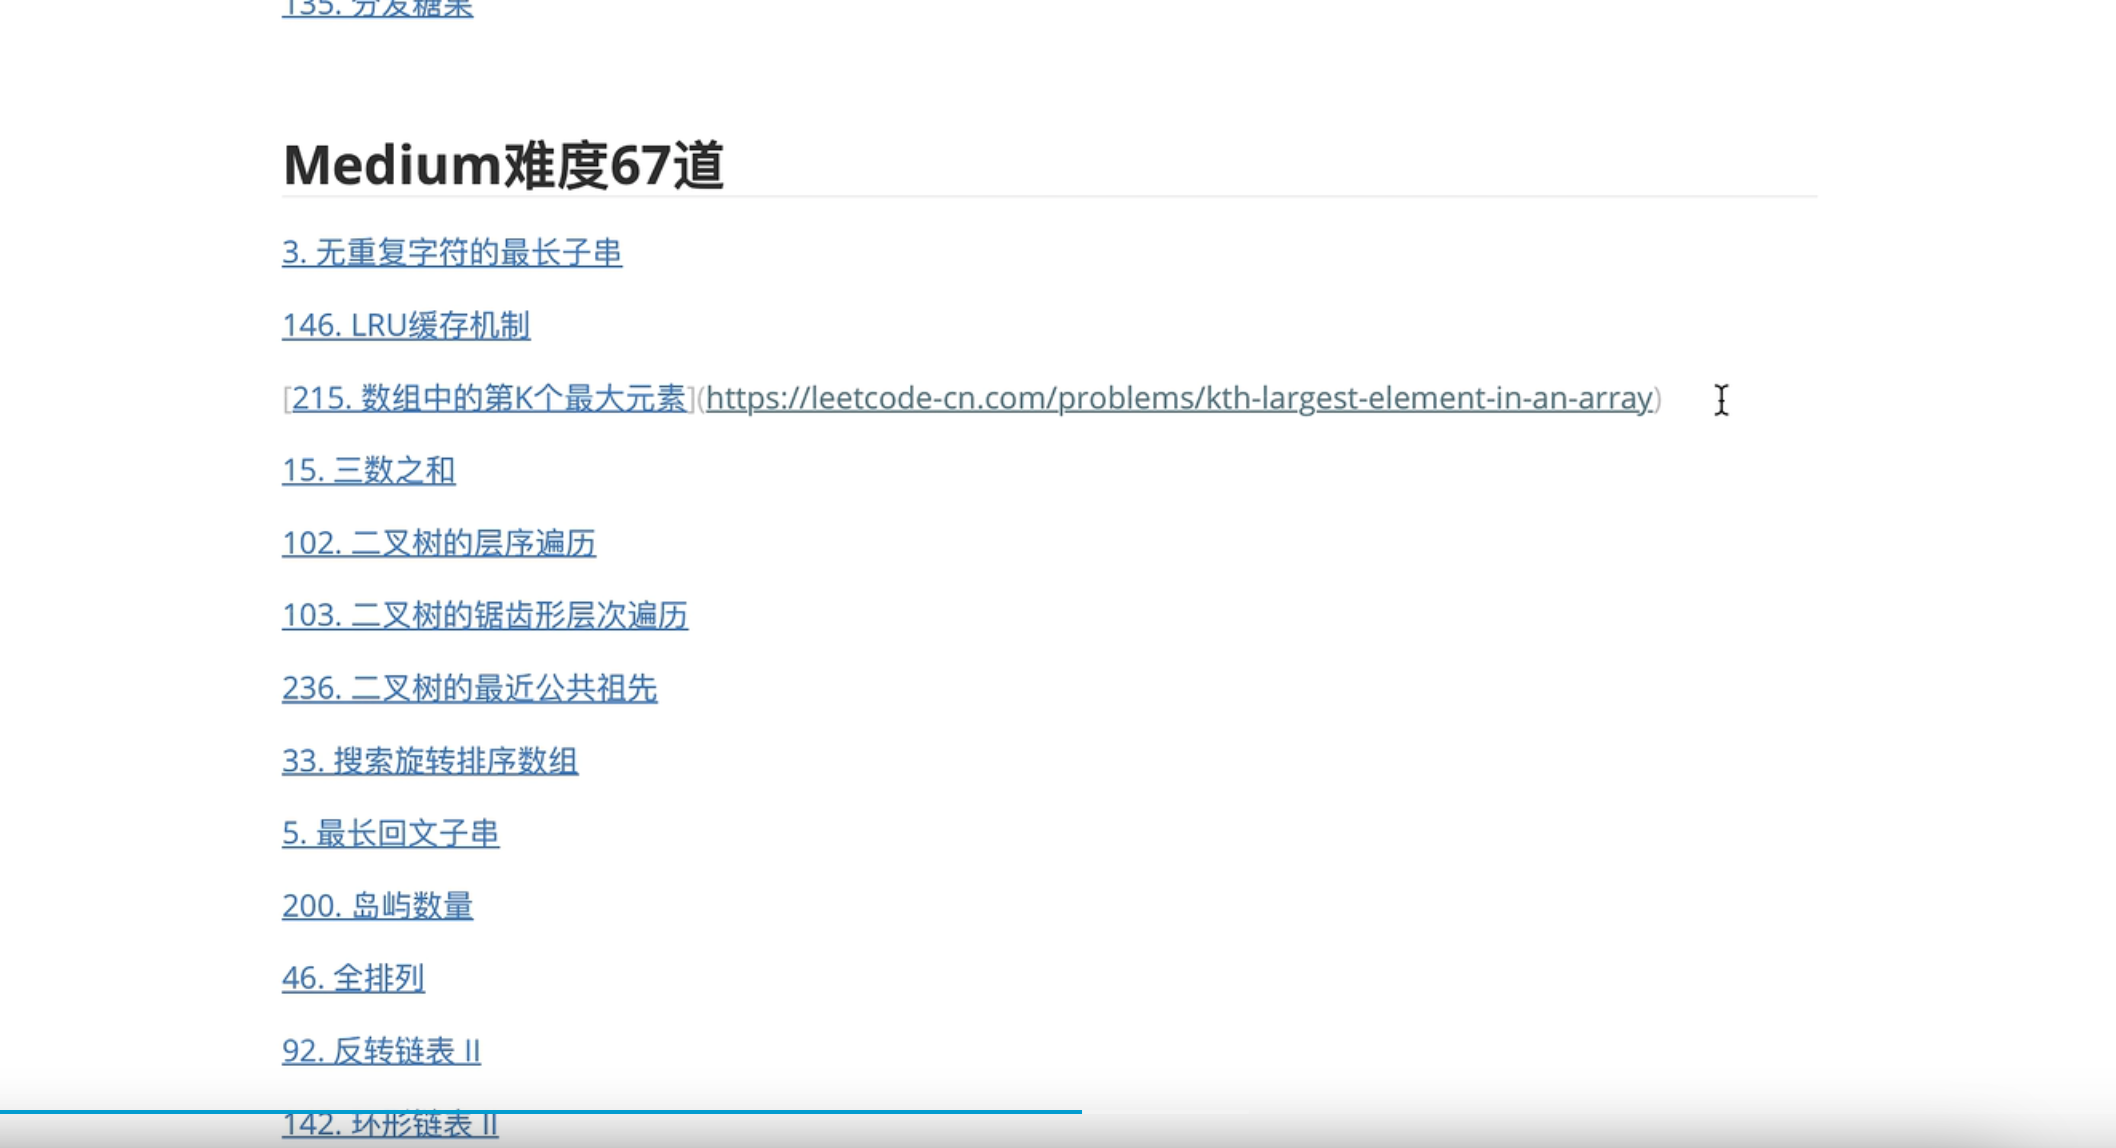 135. 分发糖果
Medium难度67道
3. 无重复字符的最长子串
146. LRU缓存机制
[215. 数组中的第K个最大元素](https://leetcode-cn.com/problems/kth-largest-element-in-an-array)
15. 三数之和
102. 二叉树的层序遍历
103. 二叉树的锯齿形层次遍历
236. 二叉树的最近公共祖先
33. 搜索旋转排序数组
5. 最长回文子串
200. 岛屿数量
46. 全排列
92. 反转链表 II
142. 环形链表 II